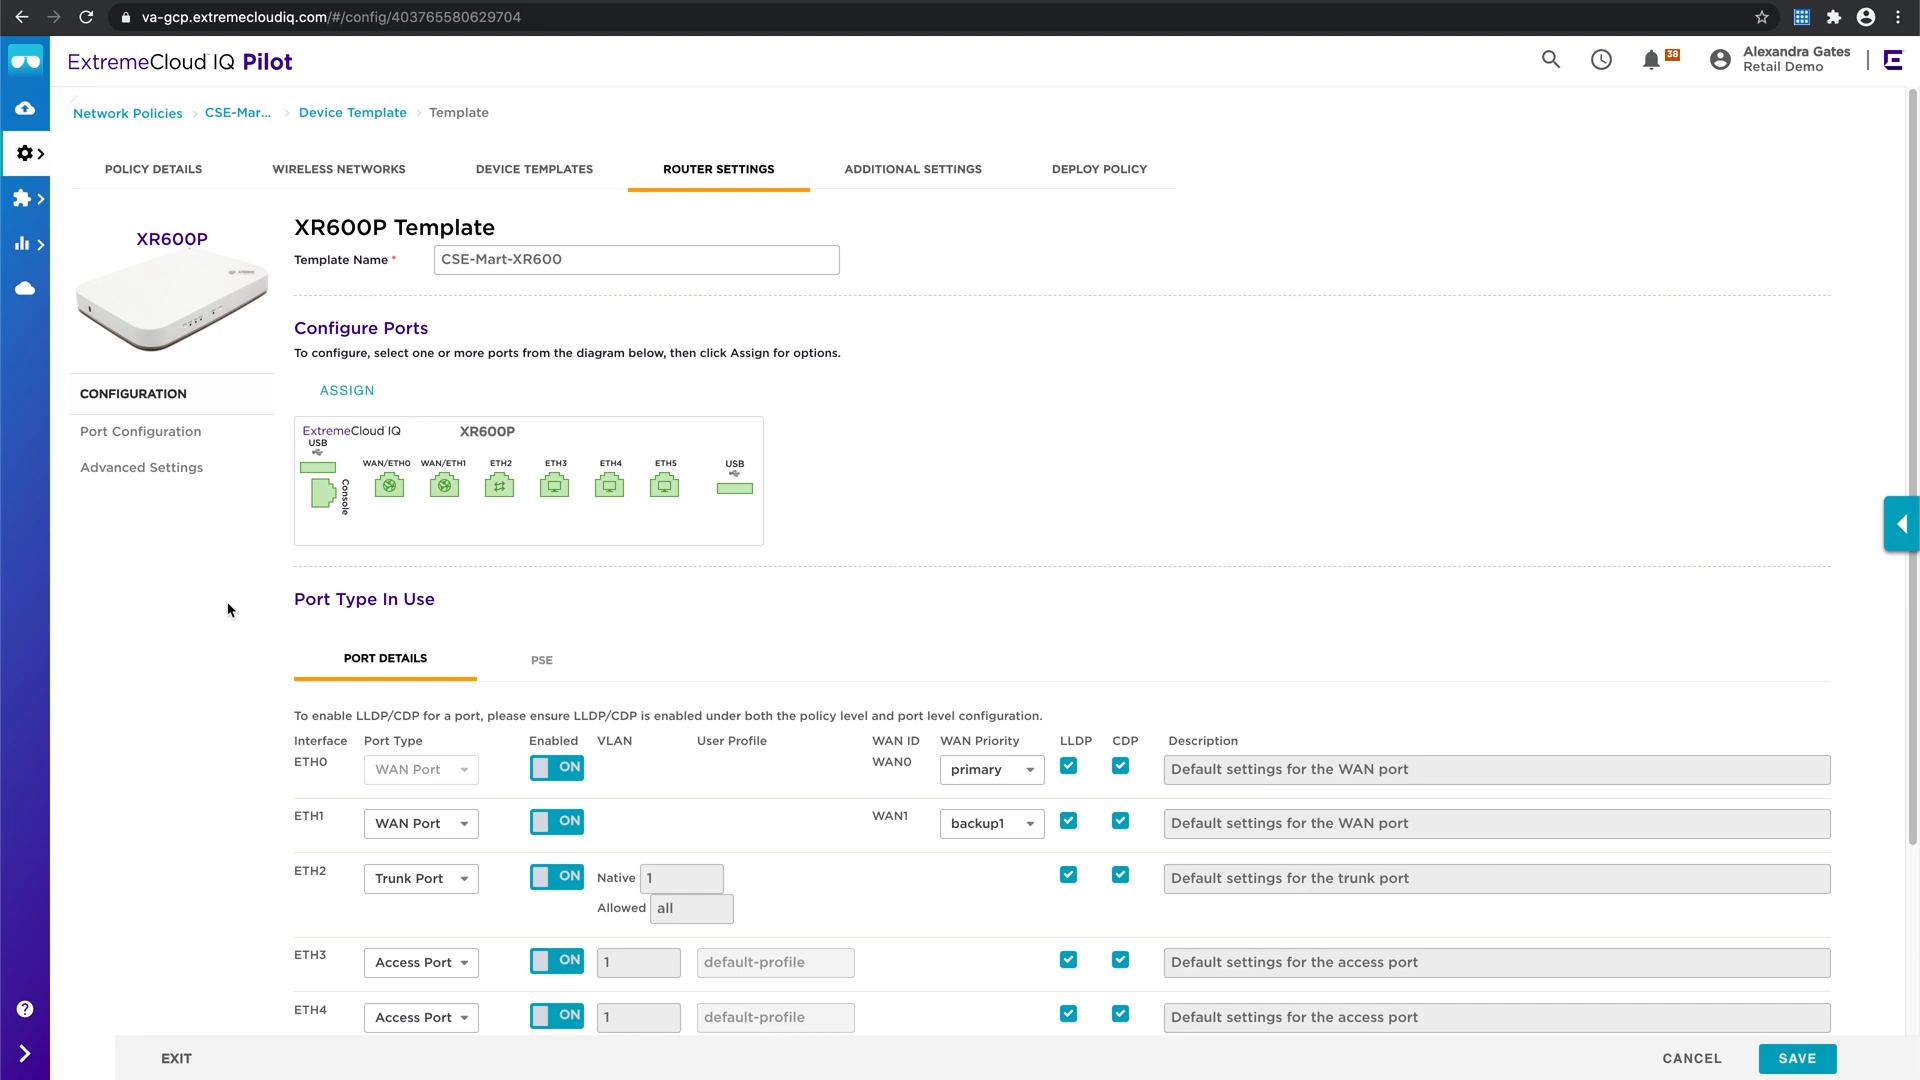 va-gcp.extremecloudiq.com/#/config/403765580629704
ExtremeCloud IQ Pilot
38
Alexandra Gates
Retail Demo
Network Policies
CSE-Mar...
Device Template
Template
POLICY DETAILS
WIRELESS NETWORKS
DEVICE TEMPLATES
ROUTER SETTINGS
ADDITIONAL SETTINGS
DEPLOY POLICY
XR600P
CONFIGURATION
Port Configuration
Advanced Settings
XR600P Template
Template Name *
CSE-Mart-XR600
Configure Ports
To configure, select one or more ports from the diagram below, then click Assign for options.
ASSIGN
ExtremeCloud IQ
XR600P
USB
Console
WAN/ETH0
WAN/ETH1
ETH2
ETH3
ETH4
ETH5
USB
Port Type In Use
PORT DETAILS
PSE
To enable LLDP/CDP for a port, please ensure LLDP/CDP is enabled under both the policy level and port level configuration.
Interface Port Type Enabled VLAN User Profile WAN ID WAN Priority LLDP CDP Description
ETH0 WAN Port ON WAN0 primary Default settings for the WAN port
ETH1 WAN Port ON WAN1 backup1 Default settings for the WAN port
ETH2 Trunk Port ON Native 1 Default settings for the trunk port
Allowed all
ETH3 Access Port ON 1 default-profile Default settings for the access port
ETH4 Access Port ON 1 default-profile Default settings for the access port
EXIT
CANCEL
SAVE